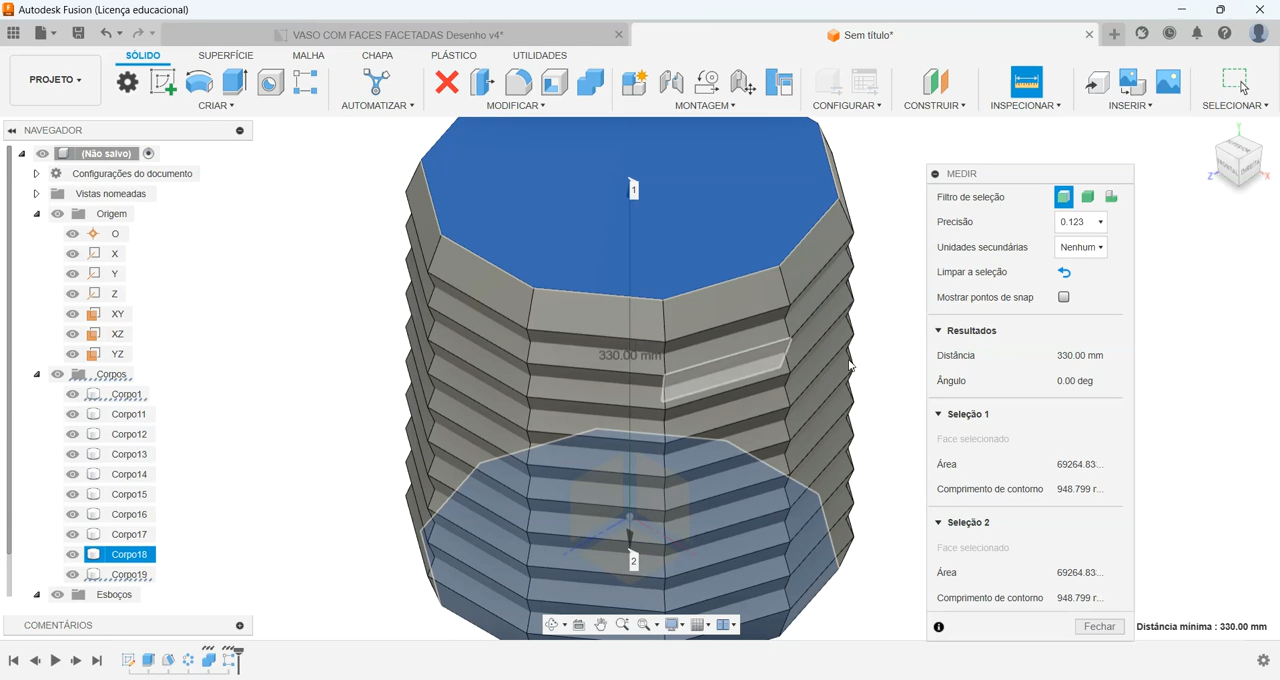 Autodesk Fusion (Licença educacional)
VASO COM FACES FACETADAS Desenho v4*
Sem título*
SÓLIDO SUPERFÍCIE MALHA CHAPA PLÁSTICO UTILIDADES
PROJETO
CRIAR AUTOMATIZAR MODIFICAR MONTAGEM CONFIGURAR CONSTRUIR INSPECIONAR INSERIR SELECIONAR
NAVEGADOR
(Não salvo)
Configurações do documento
Vistas nomeadas
Origem
O
X
Y
Z
XY
XZ
YZ
Corpos
Corpo1
Corpo11
Corpo12
Corpo13
Corpo14
Corpo15
Corpo16
Corpo17
Corpo18
Corpo19
Esboços
COMENTÁRIOS
1
330.00 mm
2
Y
Z
X
FRONTAL
DIREITA
MEDIR
Filtro de seleção
Precisão 0.123
Unidades secundárias Nenhum
Limpar a seleção
Mostrar pontos de snap
Resultados
Distância 330.00 mm
Ângulo 0.00 deg
Seleção 1
Face selecionado
Área 69264.83...
Comprimento de contorno 948.799 r...
Seleção 2
Face selecionado
Área 69264.83...
Comprimento de contorno 948.799 r...
Fechar
Distância mínima : 330.00 mm